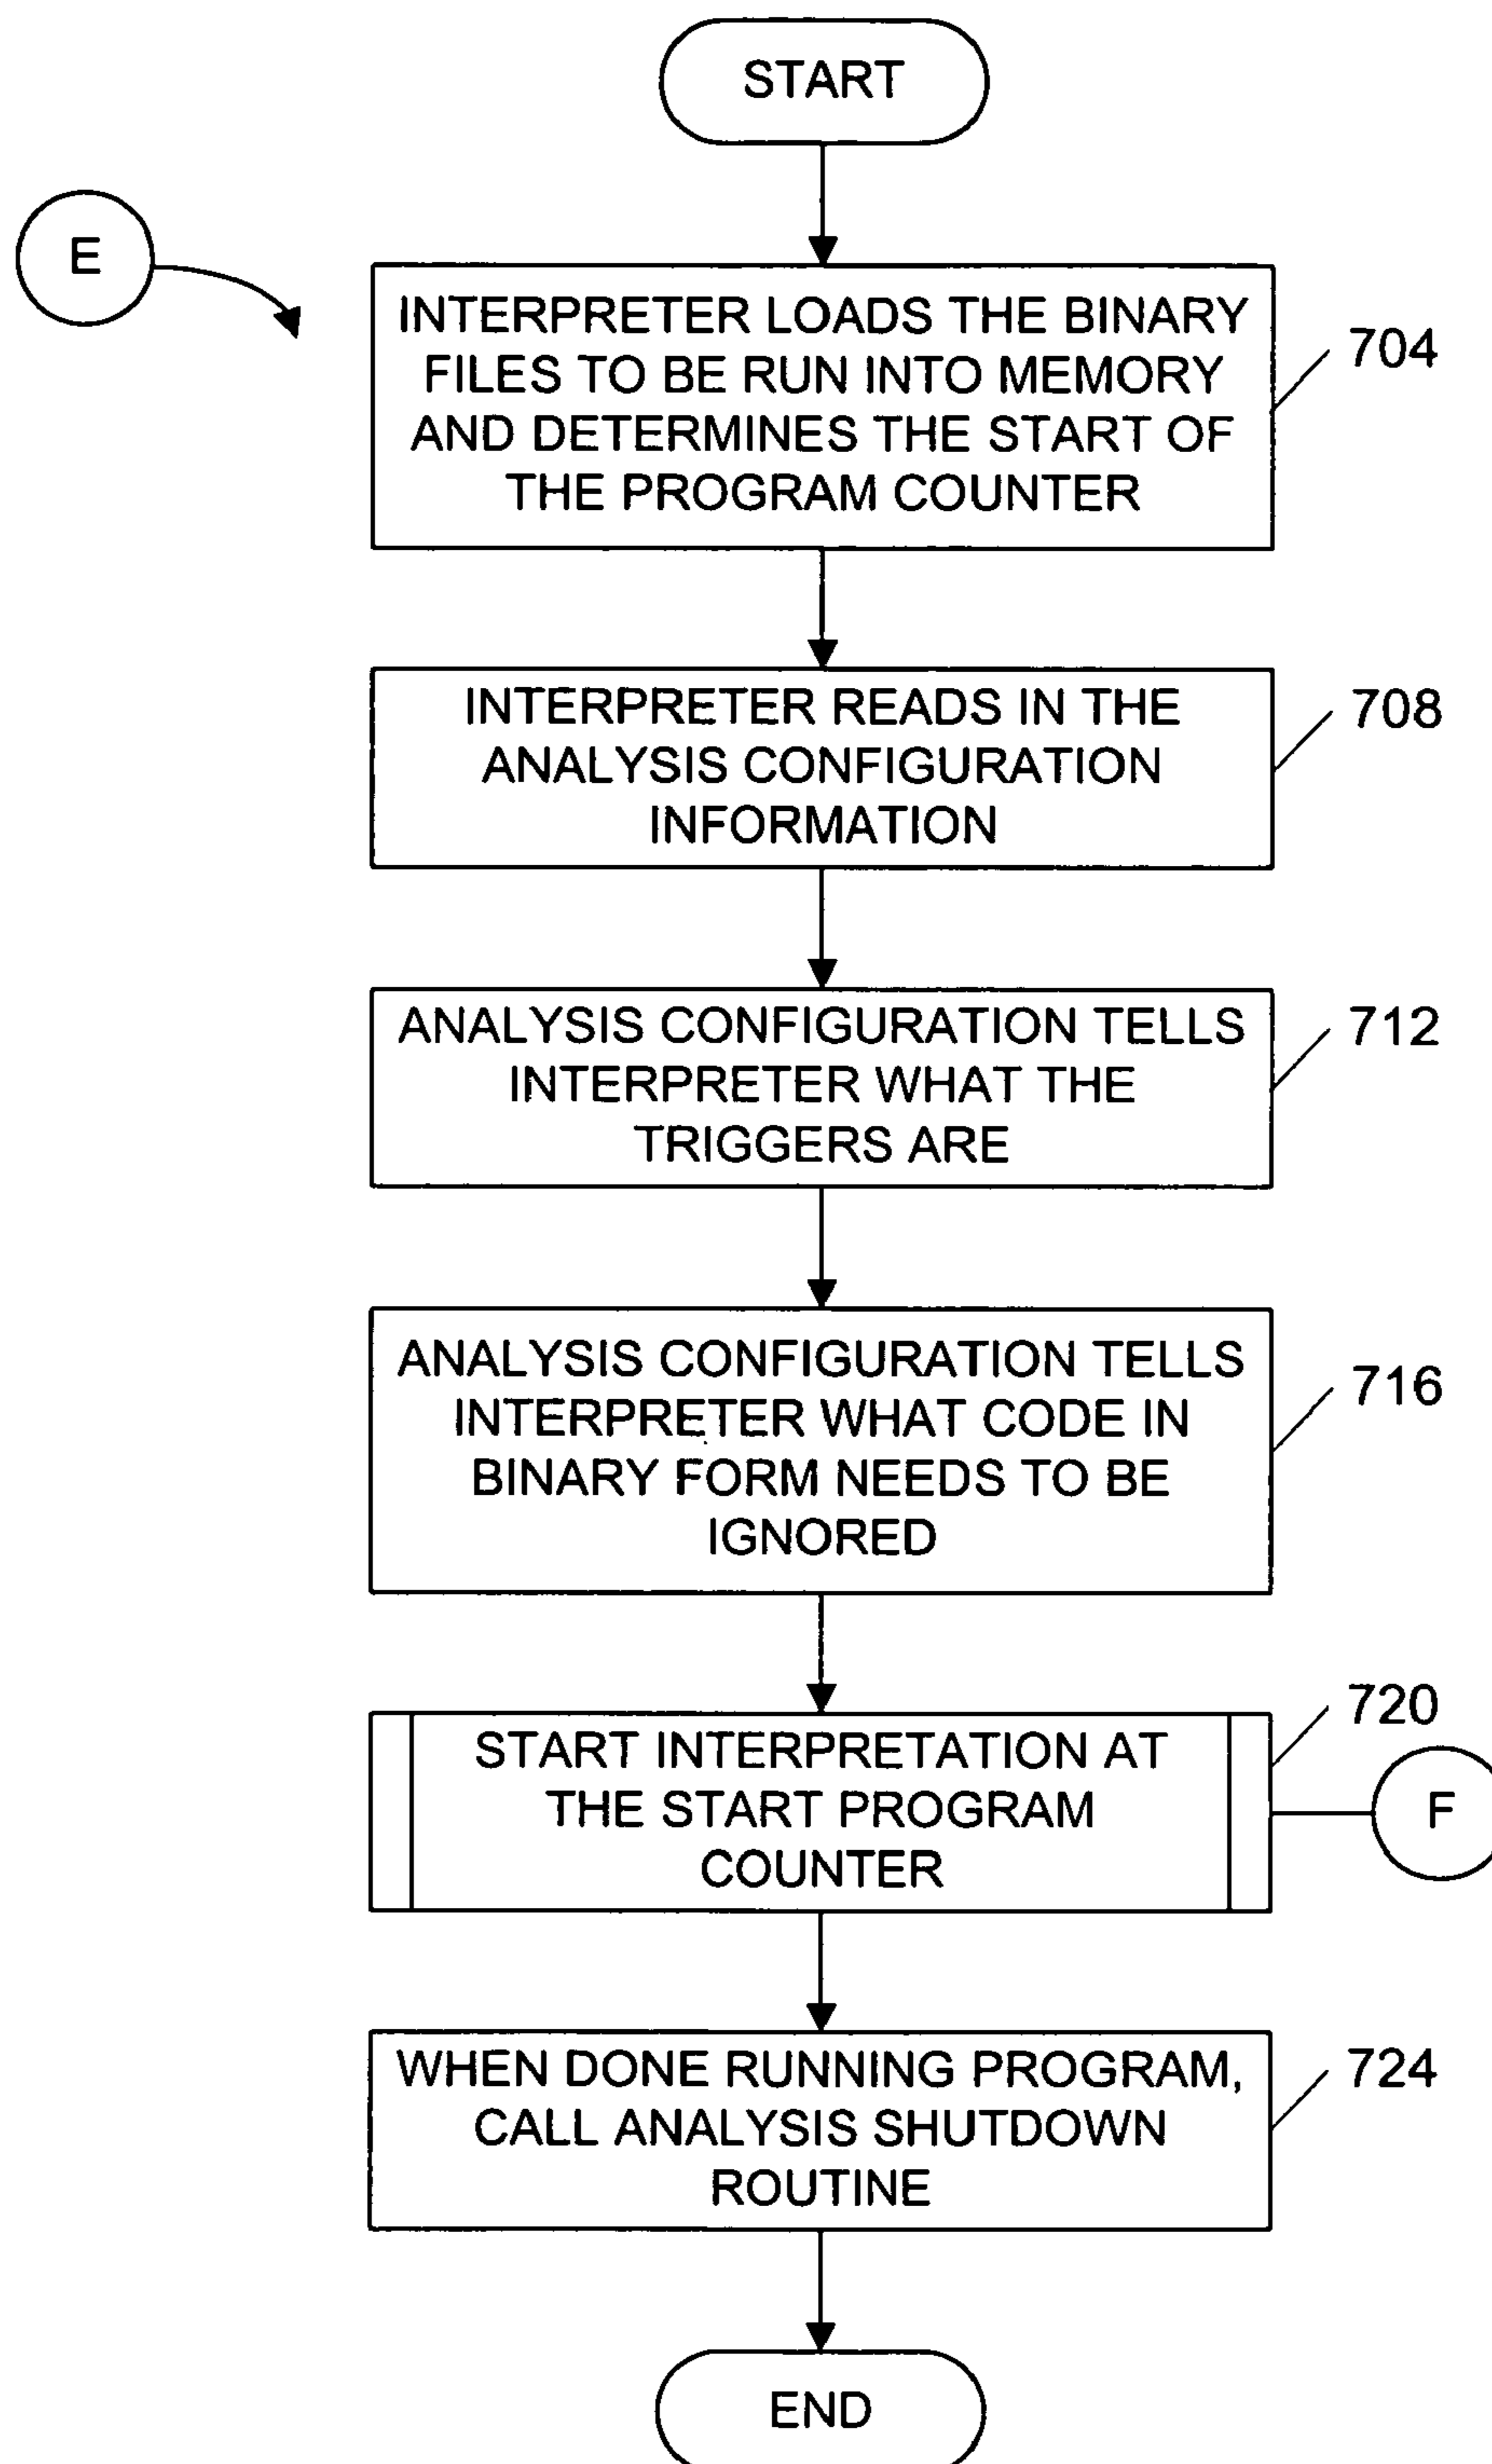 START
E
INTERPRETER LOADS THE BINARY
FILES TO BE RUN INTO MEMORY
AND DETERMINES THE START OF
THE PROGRAM COUNTER
704
INTERPRETER READS IN THE
ANALYSIS CONFIGURATION
INFORMATION
708
ANALYSIS CONFIGURATION TELLS
INTERPRETER WHAT THE
TRIGGERS ARE
712
ANALYSIS CONFIGURATION TELLS
INTERPRETER WHAT CODE IN
BINARY FORM NEEDS TO BE
IGNORED
716
START INTERPRETATION AT
THE START PROGRAM
COUNTER
720
F
WHEN DONE RUNNING PROGRAM,
CALL ANALYSIS SHUTDOWN
ROUTINE
724
END